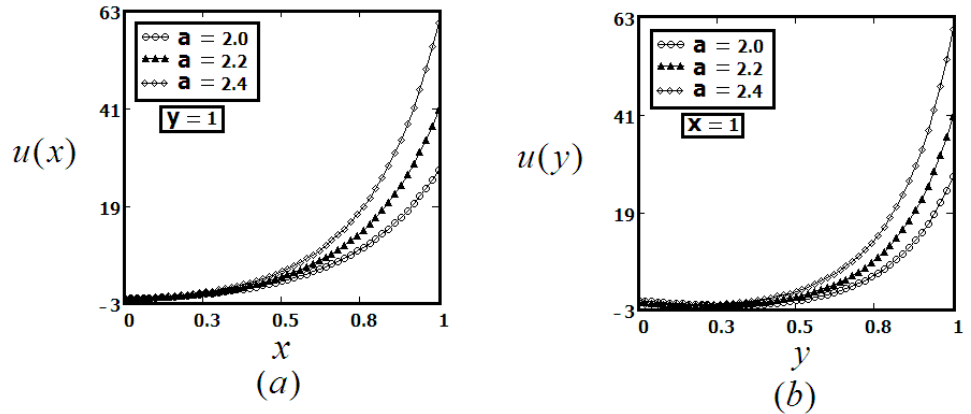 63
41
19
-3
u(x)
a = 2.0
a = 2.2
a = 2.4
y = 1
0
0.3
0.5
0.8
1
x
(a)
63
41
19
-3
u(y)
a = 2.0
a = 2.2
a = 2.4
x = 1
0
0.3
0.5
0.8
1
y
(b)